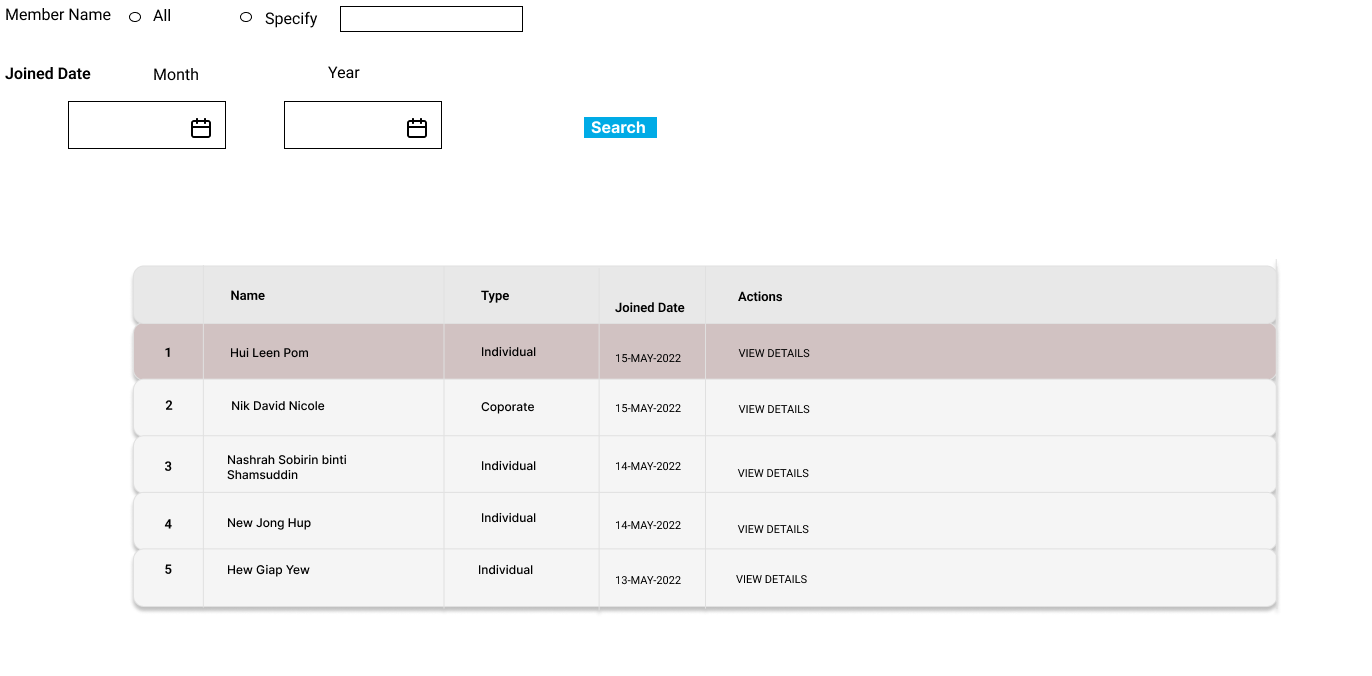 Member Name All Specify
Joined Date Month Year
Search
Name Type Joined Date Actions
1 Hui Leen Pom Individual 15-MAY-2022 VIEW DETAILS
2 Nik David Nicole Coporate 15-MAY-2022 VIEW DETAILS
3 Nashrah Sobirin binti
Shamsuddin Individual 14-MAY-2022 VIEW DETAILS
4 New Jong Hup Individual 14-MAY-2022 VIEW DETAILS
5 Hew Giap Yew Individual 13-MAY-2022 VIEW DETAILS